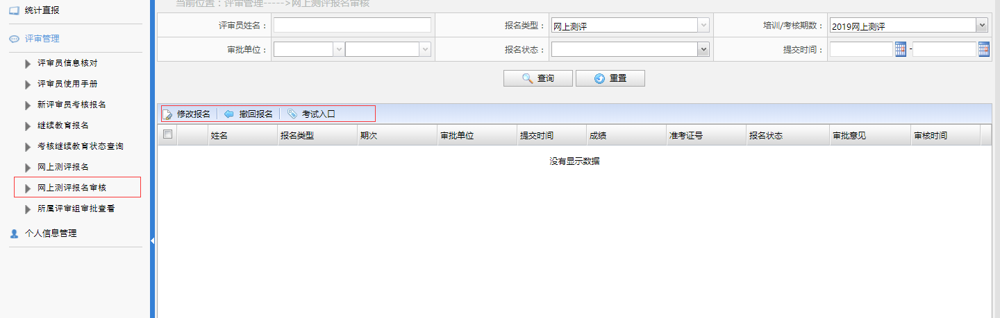 统计直报
评审管理
评审员信息核对
评审员使用手册
新评审员考核报名
继续教育报名
考核继续教育状态查询
网上测评报名
网上测评报名审核
所属评审组审批查看
个人信息管理
当前位置：评审管理----->网上测评报名审核
评审员姓名： 报名类型： 网上测评 培训/考核期数： 2019网上测评
审批单位： 报名状态： 提交时间： -
查询 重置
修改报名 撤回报名 考试入口
姓名 报名类型 期次 审批单位 提交时间 成绩 准考证号 报名状态 审批意见 审核时间
没有显示数据